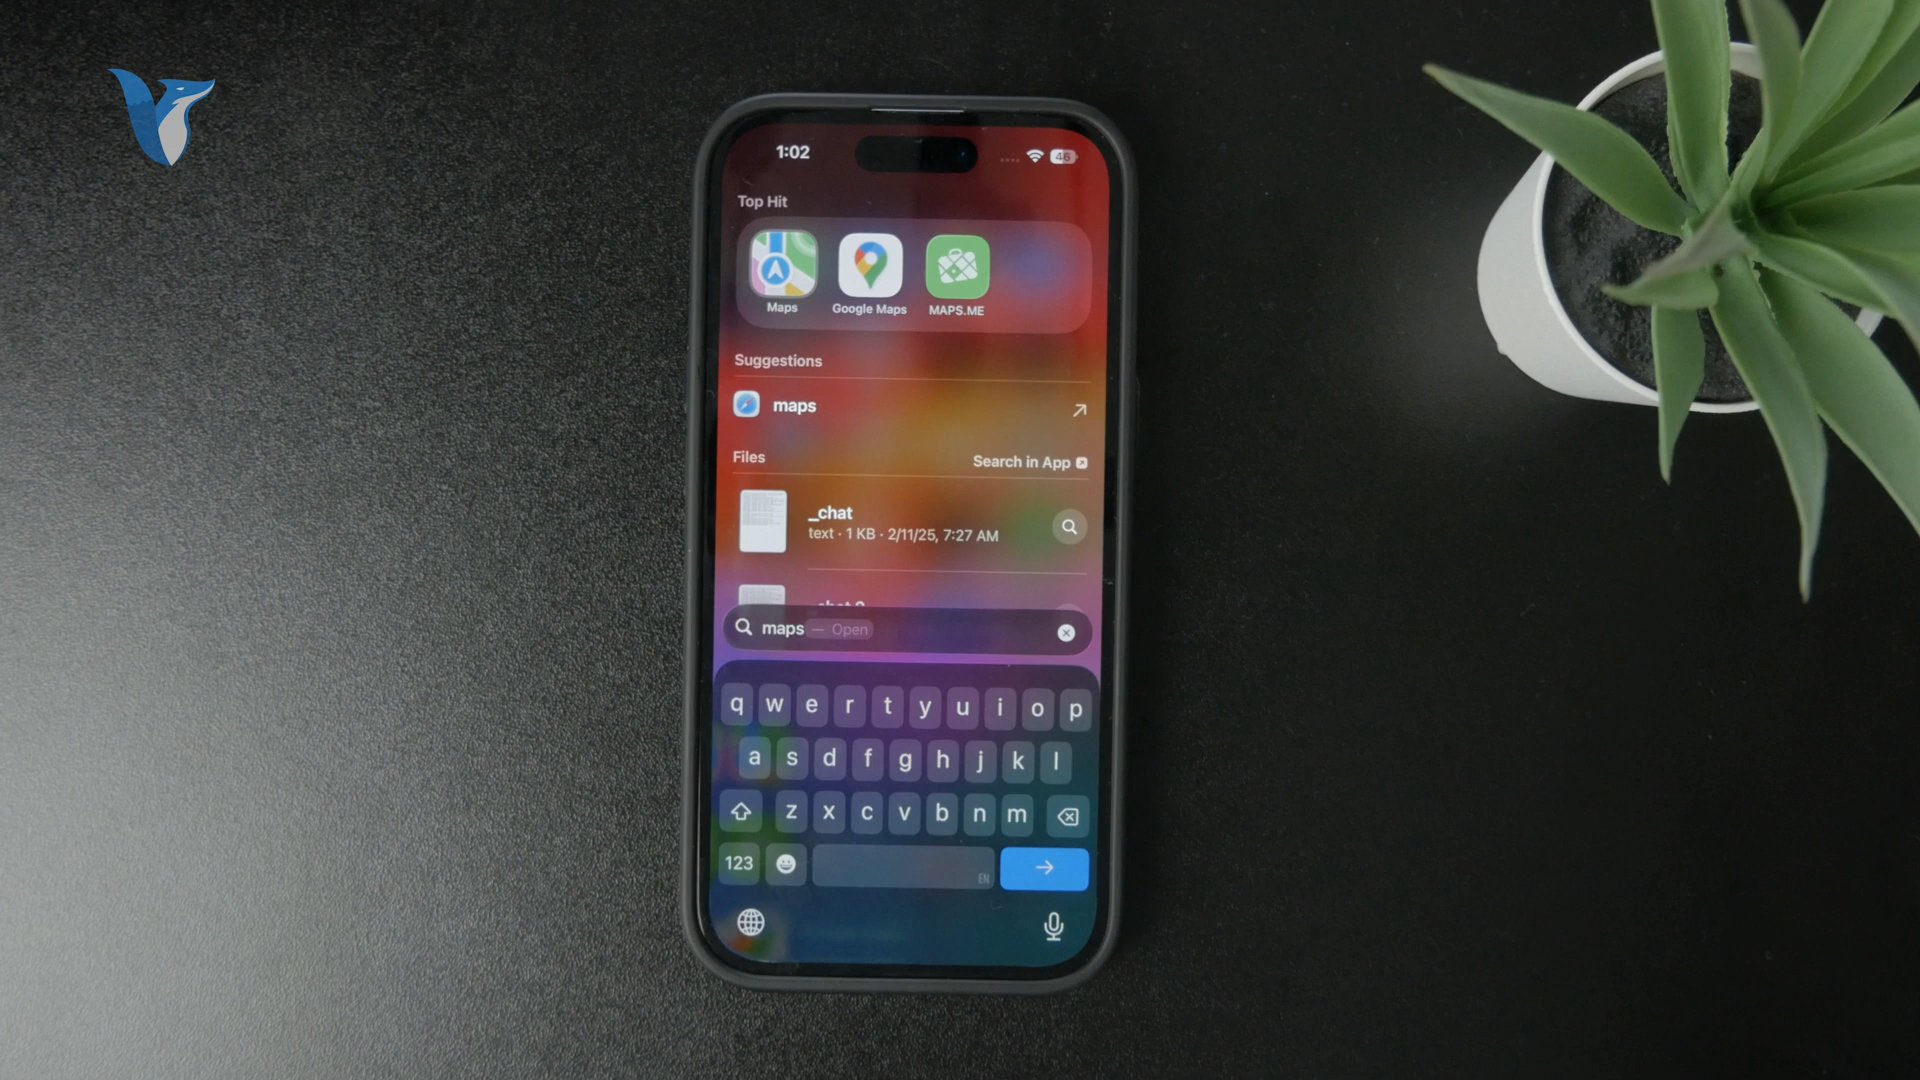 1:02
46
Top Hit
Maps
Google Maps
MAPS.ME
Suggestions
maps
Files
Search in App
_chat
text · 1 KB · 2/11/25, 7:27 AM
maps — Open
q w e r t y u i o p
a s d f g h j k l
z x c v b n m
123
EN